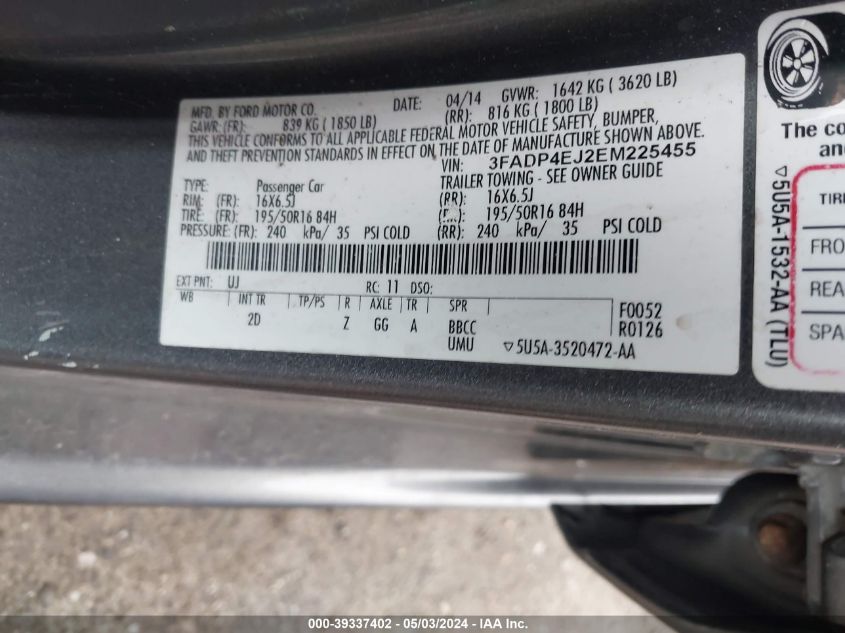 MFD. BY FORD MOTOR CO. DATE: 04/14 GVWR: 1642 KG ( 3620 LB)
GAWR: (FR): 839 KG ( 1850 LB) (RR): 816 KG ( 1800 LB)
THIS VEHICLE CONFORMS TO ALL APPLICABLE FEDERAL MOTOR VEHICLE SAFETY, BUMPER,
AND THEFT PREVENTION STANDARDS IN EFFECT ON THE DATE OF MANUFACTURE SHOWN ABOVE.
VIN: 3FADP4EJ2EM225455
TYPE: Passenger Car TRAILER TOWING - SEE OWNER GUIDE
RIM: (FR): 16X6.5J (RR): 16X6.5J
TIRE: (FR): 195/50R16 84H 195/50R16 84H
PRESSURE: (FR): 240 kPa/ 35 PSI COLD (RR): 240 kPa/ 35 PSI COLD
EXT PNT: UJ RC: 11 DSO:
WB INT TR TP/PS R AXLE TR SPR F0052
2D Z GG A BBCC R0126
UMU ▽5U5A-3520472-AA
The co
an
▽5U5A-1532-AA (TLU)
TIRE
FRO
REA
SPA
000-39337402 - 05/03/2024 - IAA Inc.